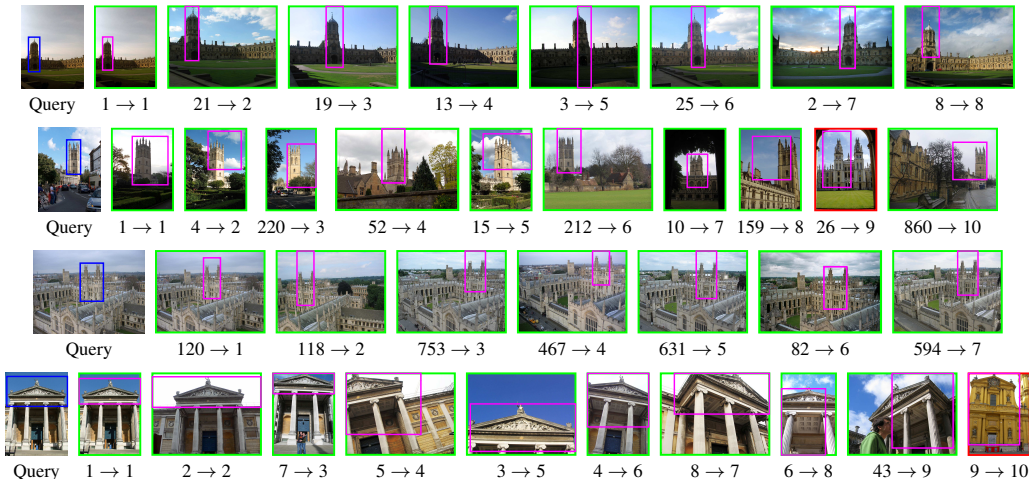 Query 1 → 1 21 → 2 19 → 3 13 → 4 3 → 5 25 → 6 2 → 7 8 → 8
Query 1 → 1 4 → 2 220 → 3 52 → 4 15 → 5 212 → 6 10 → 7 159 → 8 26 → 9 860 → 10
Query 120 → 1 118 → 2 753 → 3 467 → 4 631 → 5 82 → 6 594 → 7
Query 1 → 1 2 → 2 7 → 3 5 → 4 3 → 5 4 → 6 8 → 7 6 → 8 43 → 9 9 → 10